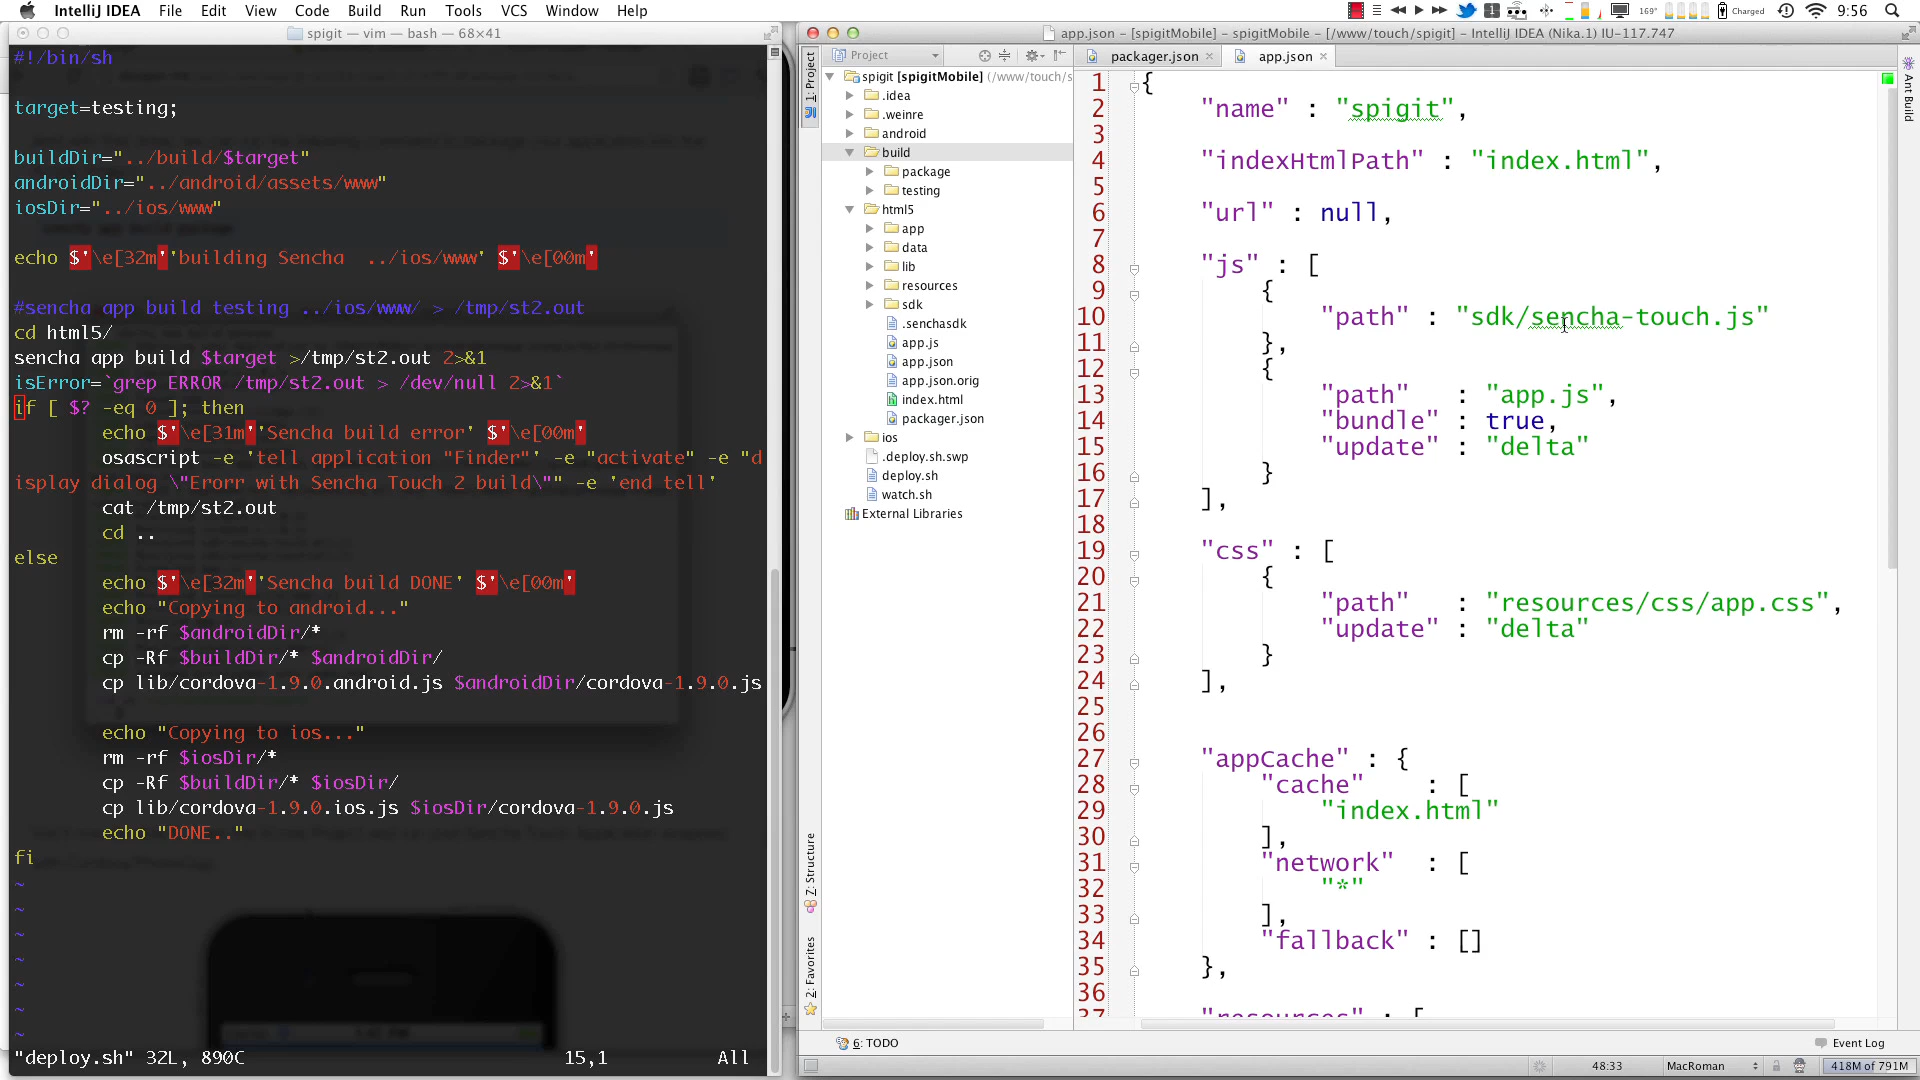 IntelliJ IDEA File Edit View Code Build Run Tools VCS Window Help
169° Charged 9:56
spigit — vim — bash — 68×41
#!/bin/sh
target=testing;
buildDir="../build/$target"
androidDir="../android/assets/www"
iosDir="../ios/www"
echo $'\e[32m''building Sencha  ../ios/www' $'\e[00m'
#sencha app build testing ../ios/www/ > /tmp/st2.out
cd html5/
sencha app build $target >/tmp/st2.out 2>&1
isError=`grep ERROR /tmp/st2.out > /dev/null 2>&1`
if [ $? -eq 0 ]; then
echo $'\e[31m''Sencha build error' $'\e[00m'
osascript -e 'tell application "Finder"' -e "activate" -e "d
isplay dialog \"Erorr with Sencha Touch 2 build\"" -e 'end tell'
cat /tmp/st2.out
cd ..
else
echo $'\e[32m''Sencha build DONE' $'\e[00m'
echo "Copying to android..."
rm -rf $androidDir/*
cp -Rf $buildDir/* $androidDir/
cp lib/cordova-1.9.0.android.js $androidDir/cordova-1.9.0.js
echo "Copying to ios..."
rm -rf $iosDir/*
cp -Rf $buildDir/* $iosDir/
cp lib/cordova-1.9.0.ios.js $iosDir/cordova-1.9.0.js
echo "DONE.."
fi
~
~
~
~
~
~
~
"deploy.sh" 32L, 890C 15,1 All
app.json - [spigitMobile] - spigitMobile - [/www/touch/spigit] - IntelliJ IDEA (Nika.1) IU-117.747
1: Project
7: Structure
2: Favorites
Project
spigit [spigitMobile] (/www/touch/s
.idea
.weinre
android
build
package
testing
html5
app
data
lib
resources
sdk
.senchasdk
app.js
app.json
app.json.orig
index.html
packager.json
ios
.deploy.sh.swp
deploy.sh
watch.sh
External Libraries
packager.json app.json
1 {
2 "name" : "spigit",
3
4 "indexHtmlPath" : "index.html",
5
6 "url" : null,
7
8 "js" : [
9 {
10 "path" : "sdk/sencha-touch.js"
11 },
12 {
13 "path" : "app.js",
14 "bundle" : true,
15 "update" : "delta"
16 }
17 ],
18
19 "css" : [
20 {
21 "path" : "resources/css/app.css",
22 "update" : "delta"
23 }
24 ],
25
26
27 "appCache" : {
28 "cache" : [
29 "index.html"
30 ],
31 "network" : [
32 "*"
33 ],
34 "fallback" : []
35 },
36
37 "resources" : [
Ant Build
6: TODO Event Log
48:33 MacRoman 418M of 791M